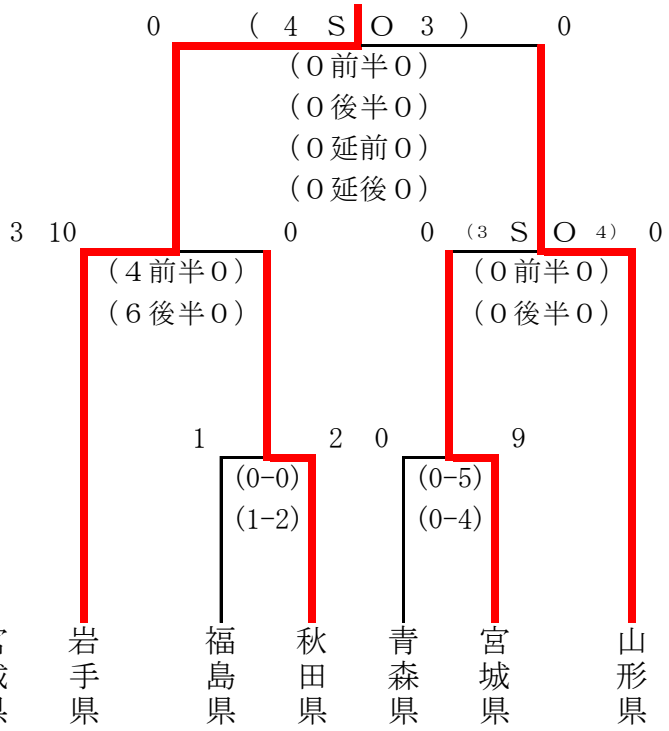 0 ( 4 S O 3 ) 0
(0前半0)
(0後半0)
(0延前0)
(0延後0)
3 10 0 0 (3 S O 4) 0
(4前半0) (0前半0)
(6後半0) (0後半0)
1 2 0 9
(0-0) (0-5)
(1-2) (0-4)
岩手県
福島県
秋田県
青森県
宮城県
山形県